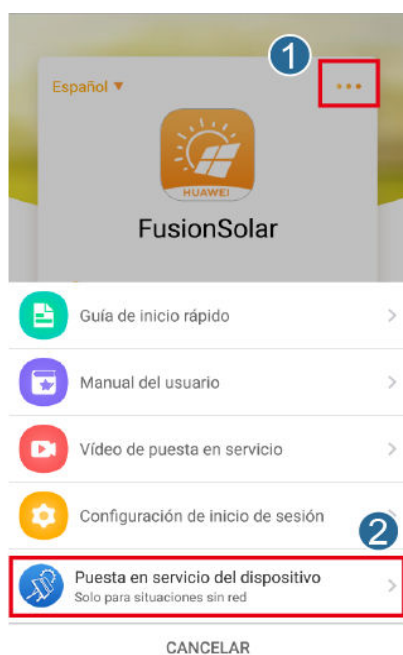 1
Español ▼
...
HUAWEI
FusionSolar
Guía de inicio rápido
Manual del usuario
Vídeo de puesta en servicio
Configuración de inicio de sesión
2
Puesta en servicio del dispositivo
Solo para situaciones sin red
CANCELAR